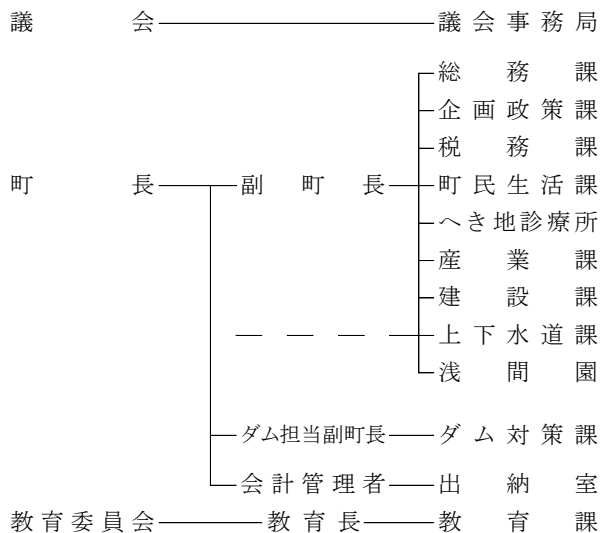 議会 議会事務局
総務課
企画政策課
税務課
町長 副町長 町民生活課
へき地診療所
産業課
建設課
上下水道課
浅間園
ダム担当副町長 ダム対策課
会計管理者 出納室
教育委員会 教育長 教育課